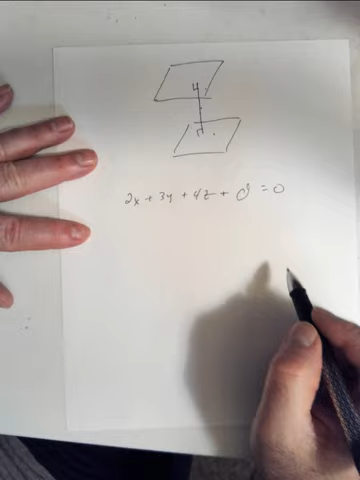 2x + 3y + 4z + d = 0